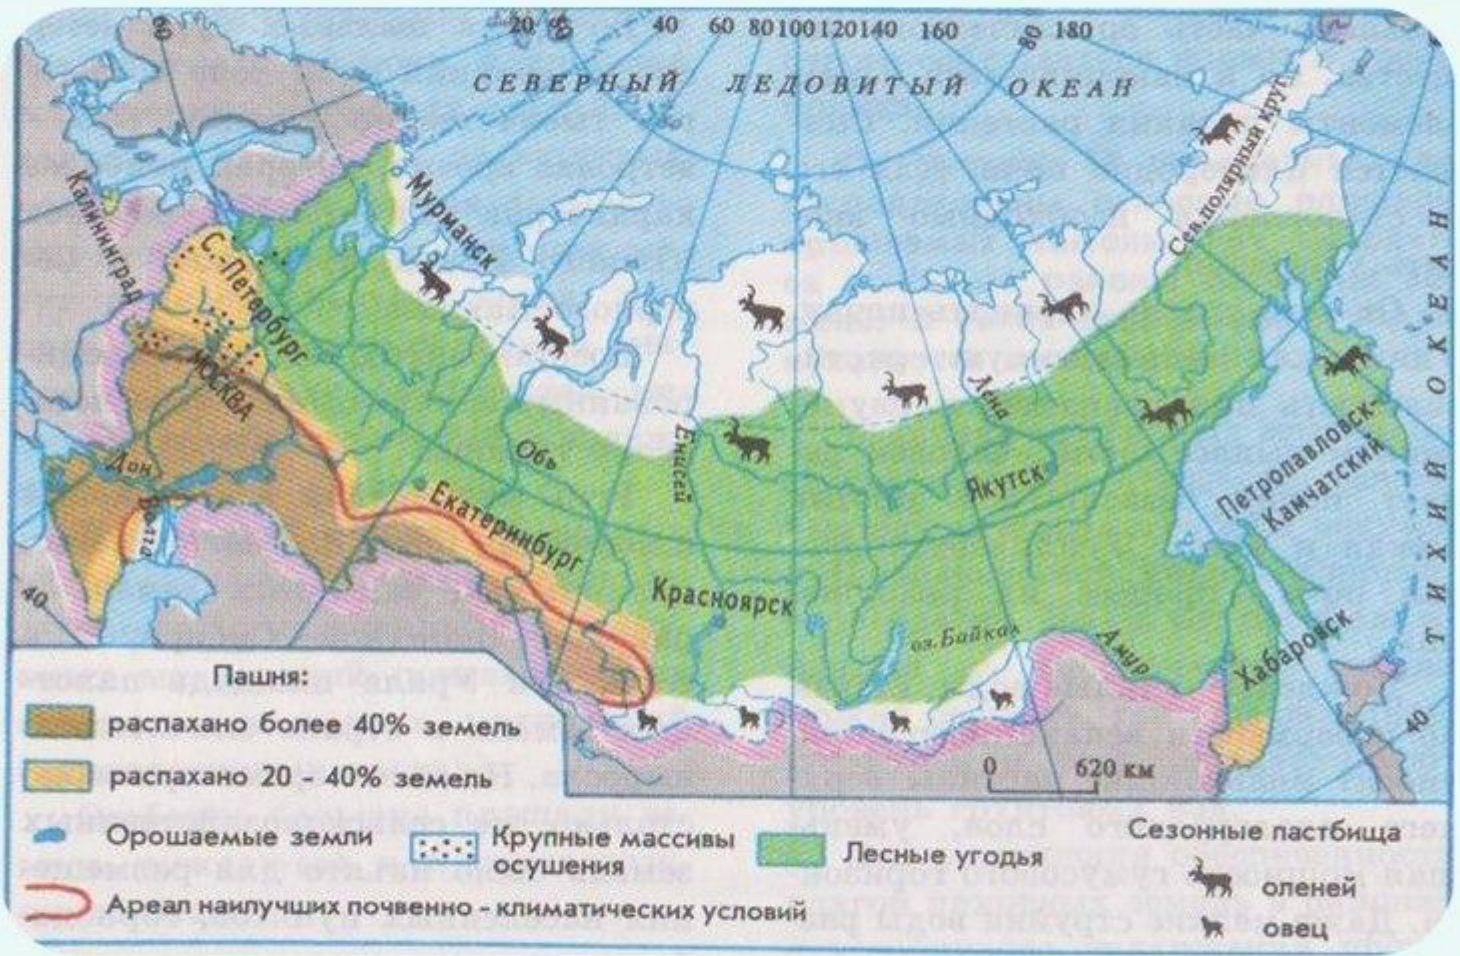 60
20
80
40
60
80
100
120
140
160
80
180
СЕВЕРНЫЙ ЛЕДОВИТЫЙ ОКЕАН
Сев.полярный круг
Мурманск
Калининград
С.-Петербург
МОСКВА
Дон
Волга
Обь
Енисей
Лена
Якутск
Екатеринбург
Красноярск
оз.Байкал
Амур
Хабаровск
Петропавловск-
Камчатский
ТИХИЙ ОКЕАН
40
40
0 620 км
Пашня:
распахано более 40% земель
распахано 20 - 40% земель
Орошаемые земли
Крупные массивы
осушения
Лесные угодья
Сезонные пастбища
оленей
овец
Ареал наилучших почвенно - климатических условий